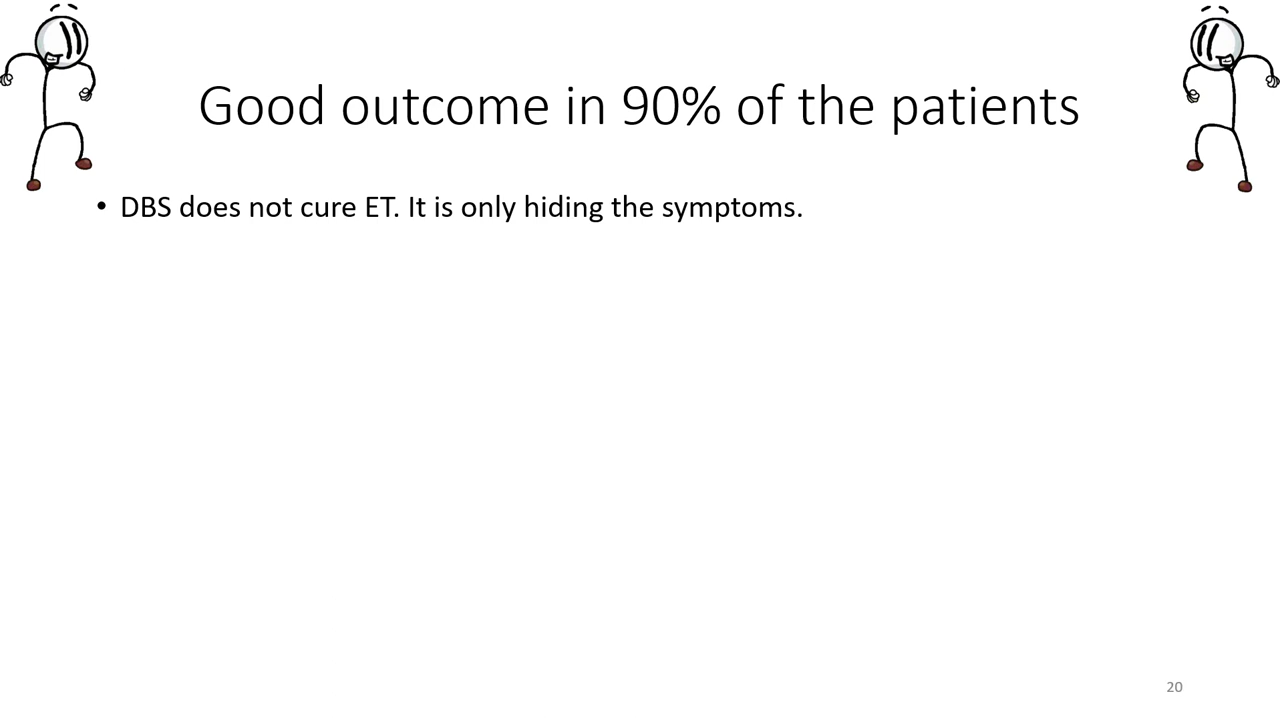 Good outcome in 90% of the patients
• DBS does not cure ET. It is only hiding the symptoms.
20